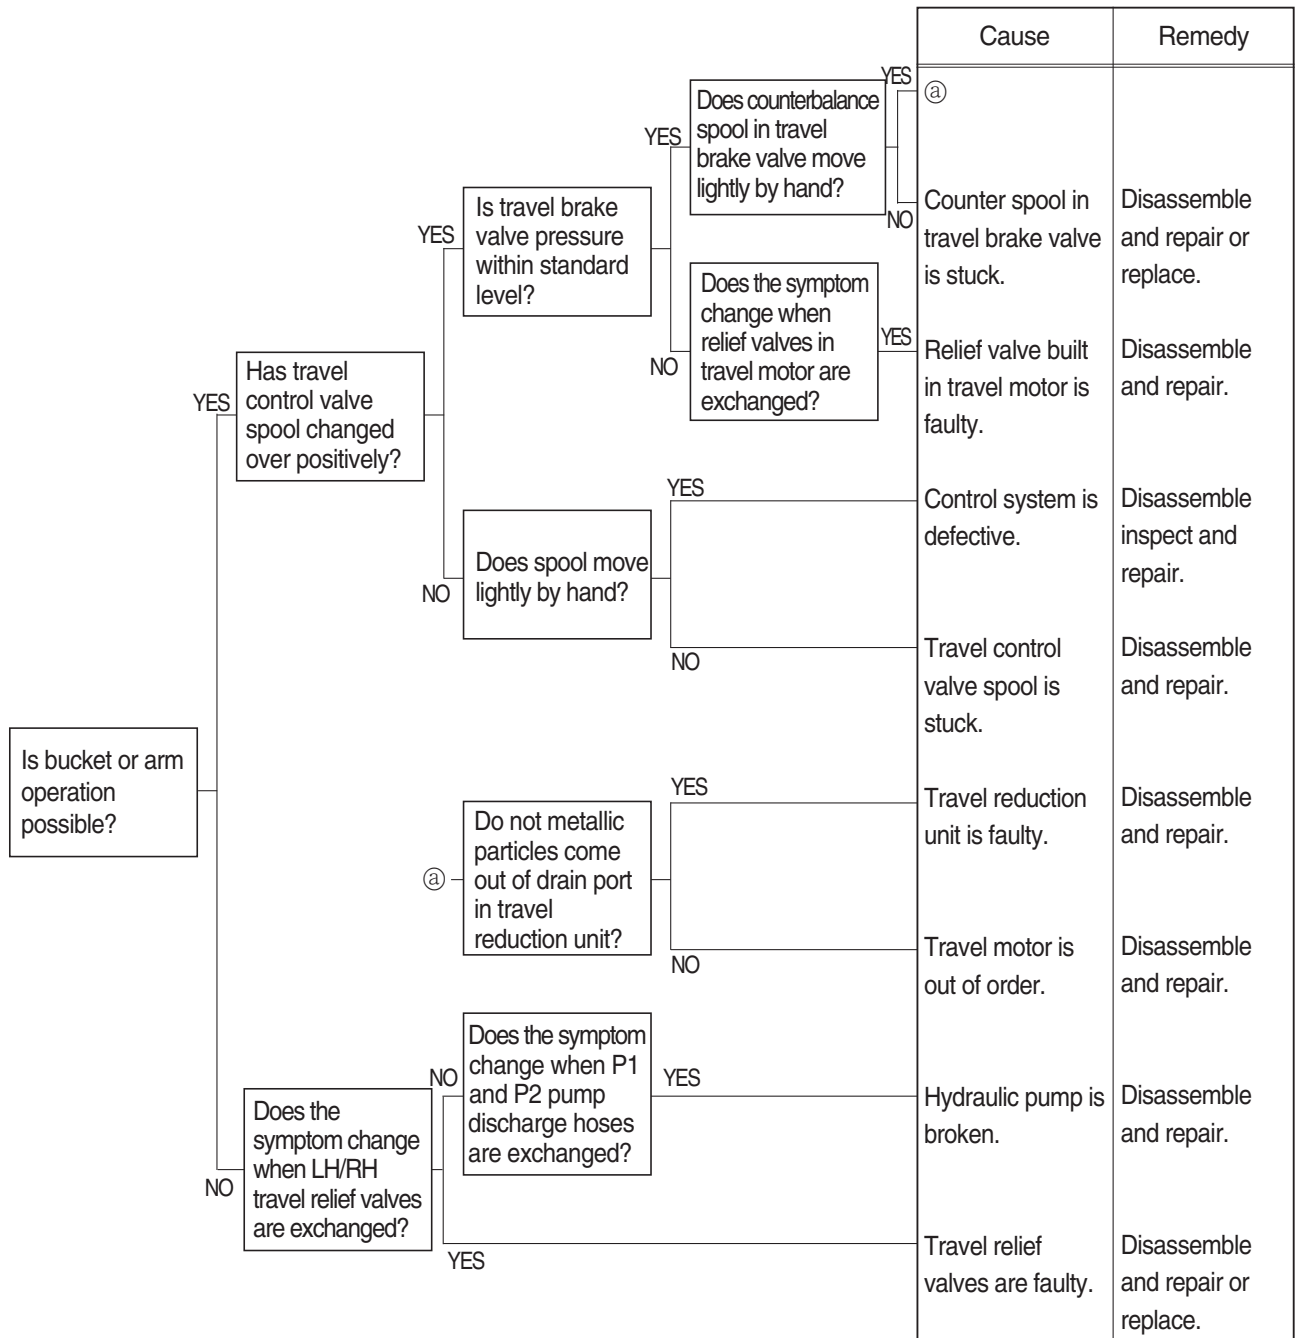 Cause
Remedy
YES
ⓐ
Does counterbalance
spool in travel
brake valve move
lightly by hand?
YES
NO
Counter spool in
travel brake valve
is stuck.
Disassemble
and repair or
replace.
Is travel brake
valve pressure
within standard
level?
YES
Does the symptom
change when
relief valves in
travel motor are
exchanged?
NO
YES
Relief valve built
in travel motor is
faulty.
Disassemble
and repair.
Has travel
control valve
spool changed
over positively?
YES
Does spool move
lightly by hand?
NO
YES
Control system is
defective.
Disassemble
inspect and
repair.
NO
Travel control
valve spool is
stuck.
Disassemble
and repair.
Is bucket or arm
operation
possible?
ⓐ
Do not metallic
particles come
out of drain port
in travel
reduction unit?
YES
Travel reduction
unit is faulty.
Disassemble
and repair.
NO
Travel motor is
out of order.
Disassemble
and repair.
NO
Does the
symptom change
when LH/RH
travel relief valves
are exchanged?
NO
Does the symptom
change when P1
and P2 pump
discharge hoses
are exchanged?
YES
Hydraulic pump is
broken.
Disassemble
and repair.
YES
Travel relief
valves are faulty.
Disassemble
and repair or
replace.